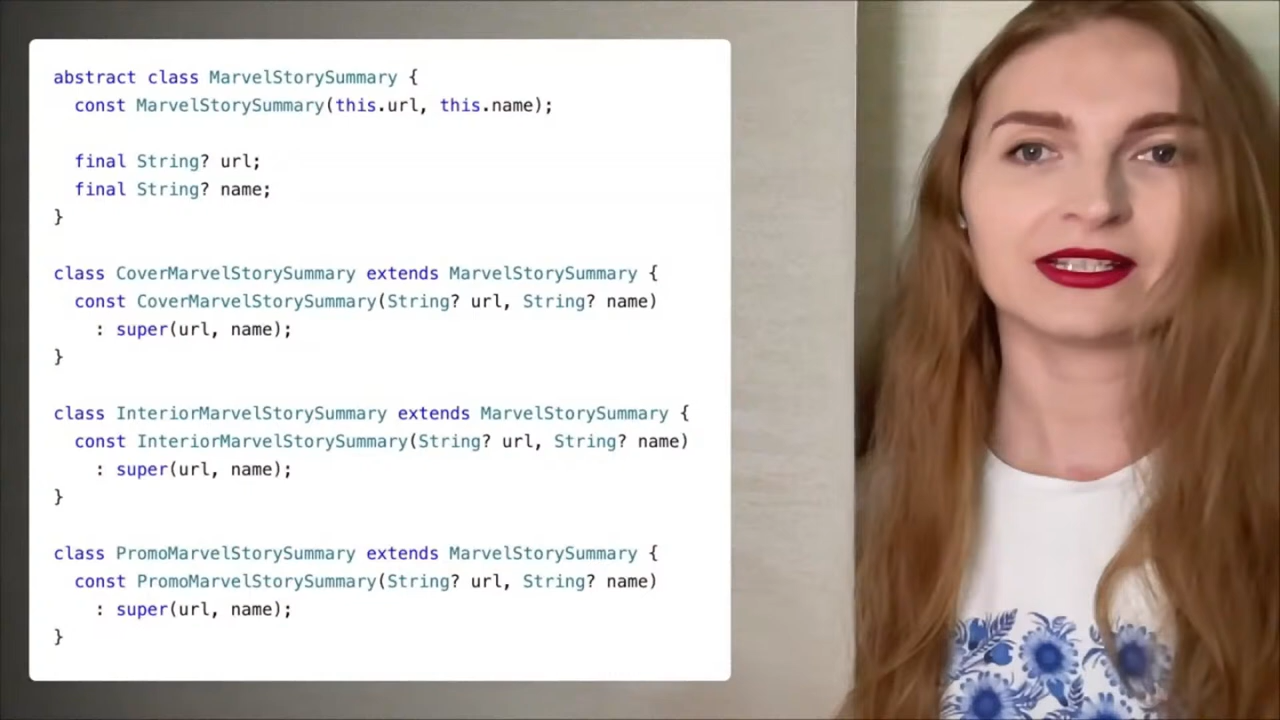 abstract class MarvelStorySummary {
  const MarvelStorySummary(this.url, this.name);
  final String? url;
  final String? name;
}
class CoverMarvelStorySummary extends MarvelStorySummary {
  const CoverMarvelStorySummary(String? url, String? name)
    : super(url, name);
}
class InteriorMarvelStorySummary extends MarvelStorySummary {
  const InteriorMarvelStorySummary(String? url, String? name)
    : super(url, name);
}
class PromoMarvelStorySummary extends MarvelStorySummary {
  const PromoMarvelStorySummary(String? url, String? name)
    : super(url, name);
}